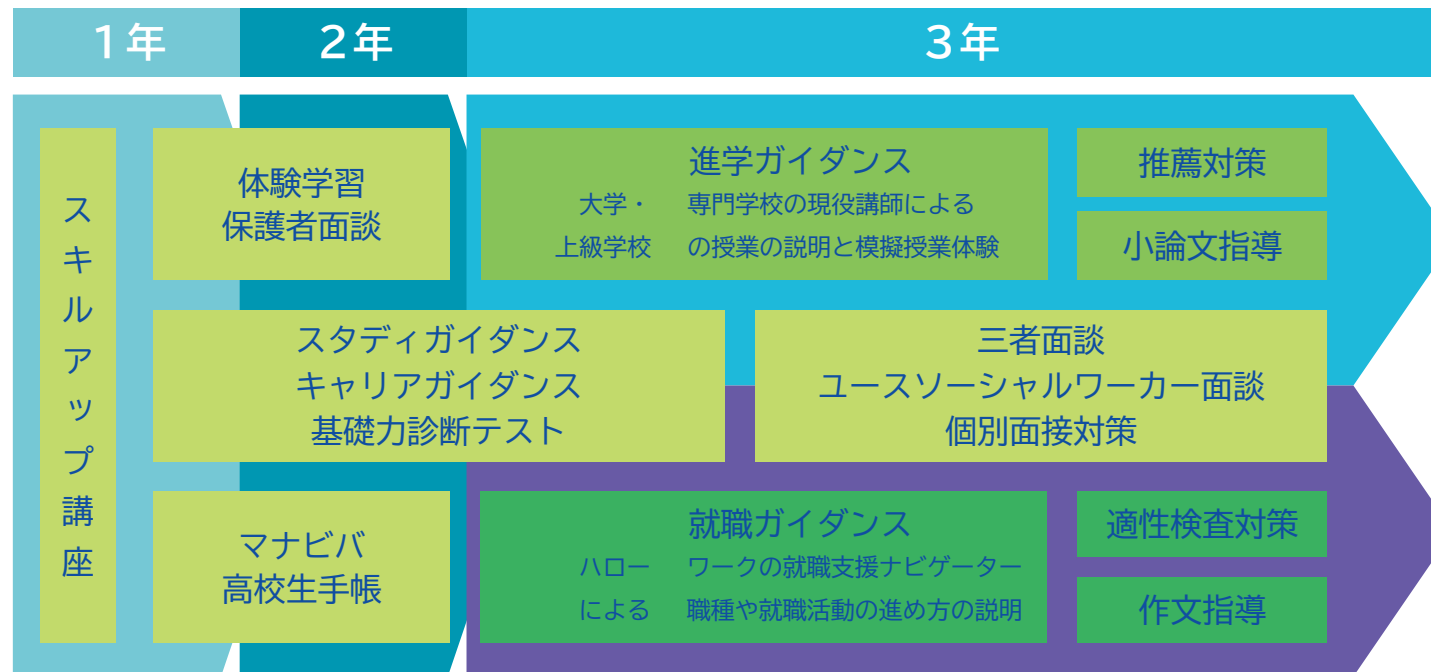 1年
2年
3年
スキルアップ講座
体験学習
保護者面談
進学ガイダンス
大学・専門学校の現役講師による
上級学校の授業の説明と模擬授業体験
推薦対策
小論文指導
スタディガイダンス
キャリアガイダンス
基礎力診断テスト
三者面談
ユースソーシャルワーカー面談
個別面接対策
マナビバ
高校生手帳
就職ガイダンス
ハローワークの就職支援ナビゲーター
による職種や就職活動の進め方の説明
適性検査対策
作文指導